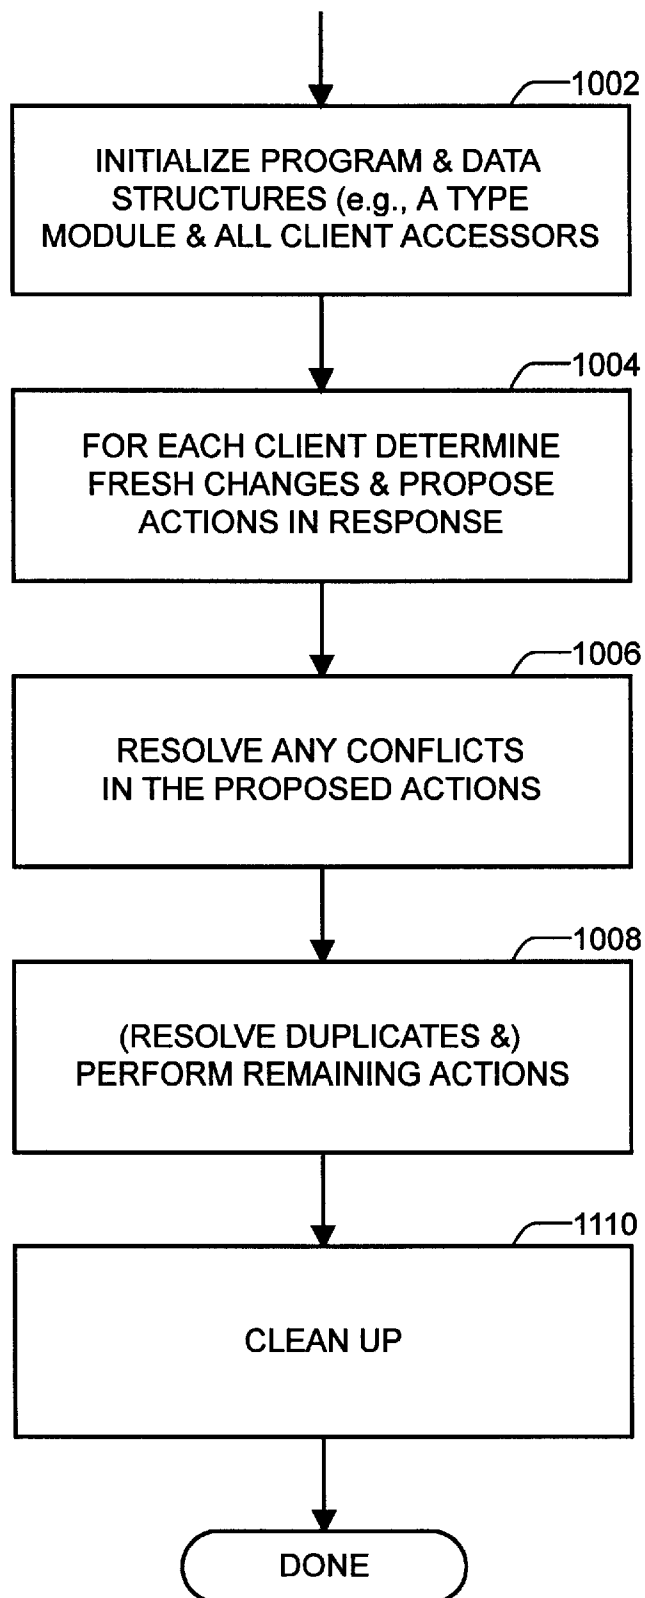 1002
INITIALIZE PROGRAM & DATA
STRUCTURES (e.g., A TYPE
MODULE & ALL CLIENT ACCESSORS
1004
FOR EACH CLIENT DETERMINE
FRESH CHANGES & PROPOSE
ACTIONS IN RESPONSE
1006
RESOLVE ANY CONFLICTS
IN THE PROPOSED ACTIONS
1008
(RESOLVE DUPLICATES &)
PERFORM REMAINING ACTIONS
1110
CLEAN UP
DONE